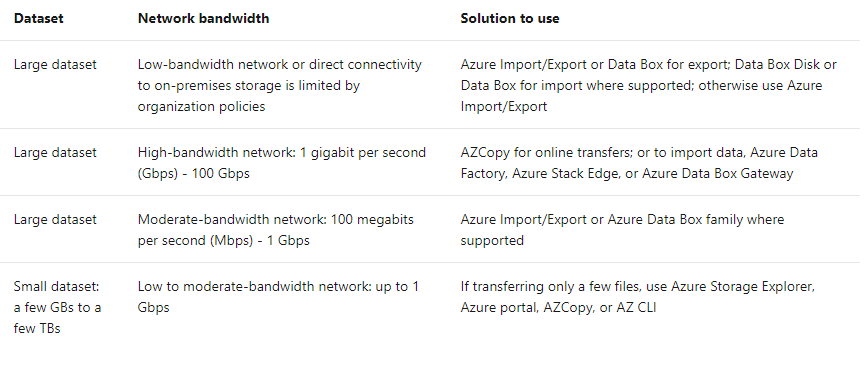 Dataset Network bandwidth Solution to use
Large dataset
Low-bandwidth network or direct connectivity
to on-premises storage is limited by
organization policies
Azure Import/Export or Data Box for export; Data Box Disk or
Data Box for import where supported; otherwise use Azure
Import/Export
Large dataset
High-bandwidth network: 1 gigabit per second
(Gbps) - 100 Gbps
AZCopy for online transfers; or to import data, Azure Data
Factory, Azure Stack Edge, or Azure Data Box Gateway
Large dataset
Moderate-bandwidth network: 100 megabits
per second (Mbps) - 1 Gbps
Azure Import/Export or Azure Data Box family where
supported
Small dataset:
a few GBs to a
few TBs
Low to moderate-bandwidth network: up to 1
Gbps
If transferring only a few files, use Azure Storage Explorer,
Azure portal, AZCopy, or AZ CLI